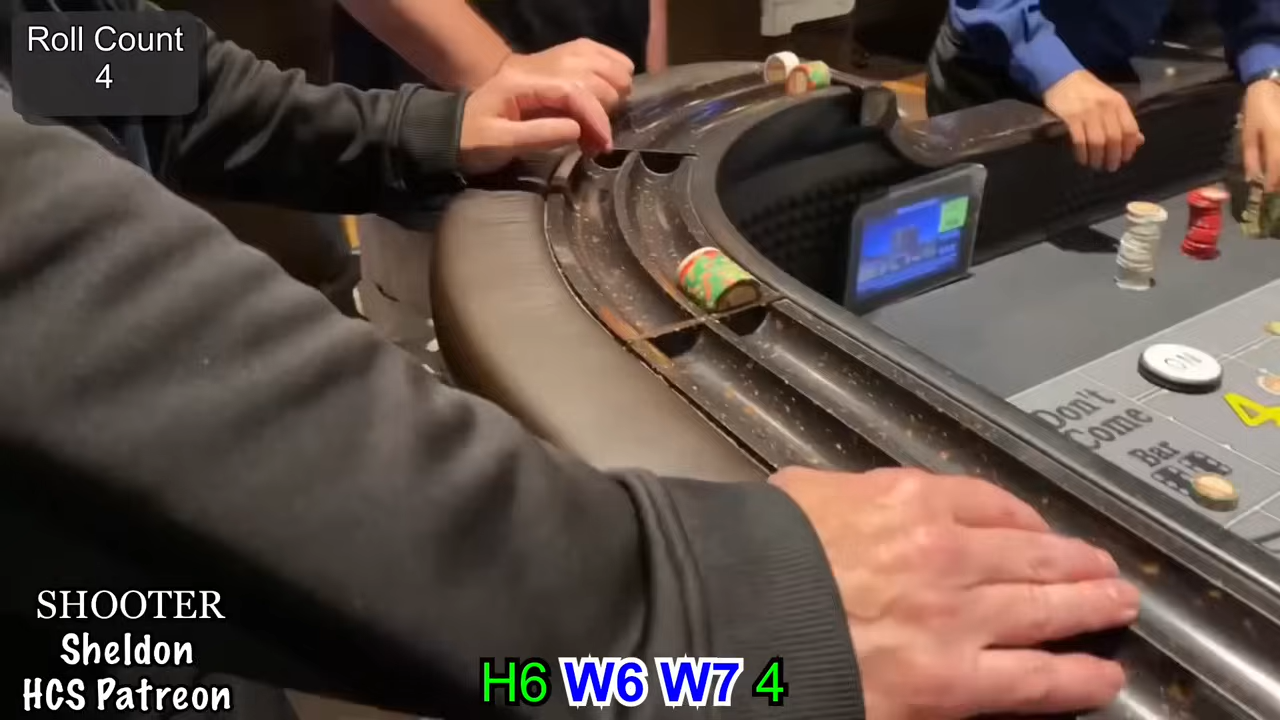 Roll Count
4
ON
4
Don't
Come
Bar
SHOOTER
Sheldon
HCS Patreon
H6 W6 W7 4